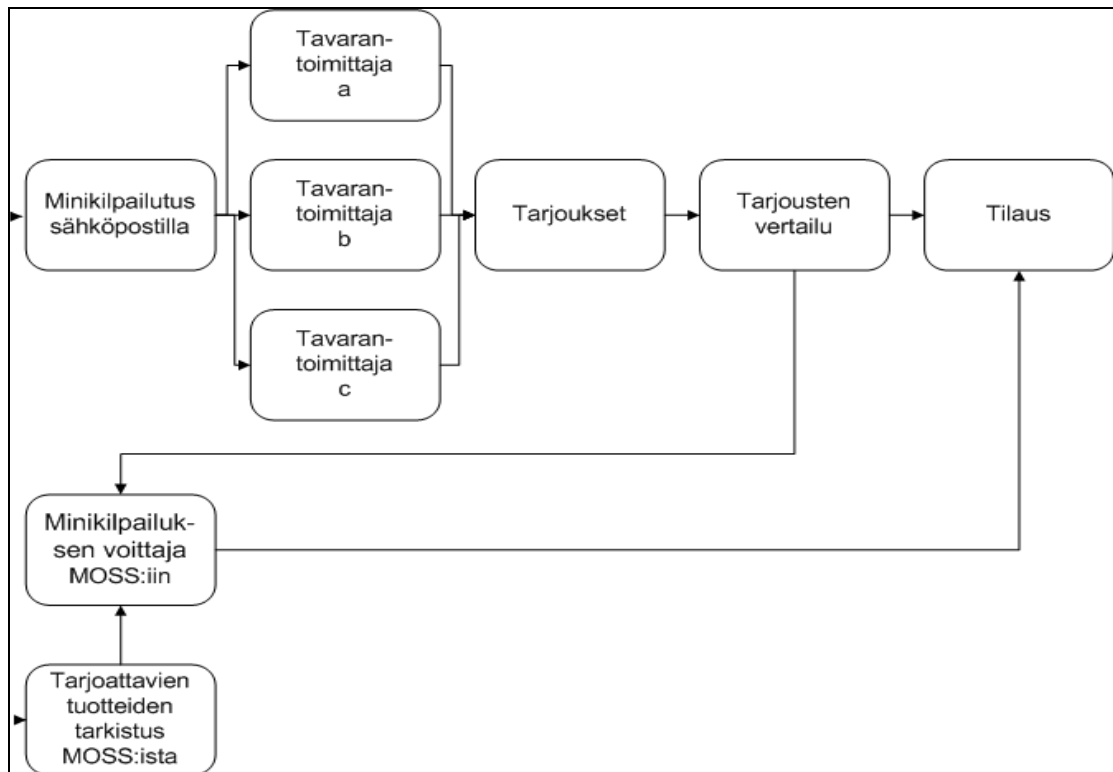 Tavaran-
toimittaja
a
Minikilpailutus
sähköpostilla
Tavaran-
toimittaja
b
Tarjoukset
Tarjousten
vertailu
Tilaus
Tavaran-
toimittaja
c
Minikilpailuk-
sen voittaja
MOSS:iin
Tarjoattavien
tuotteiden
tarkistus
MOSS:ista